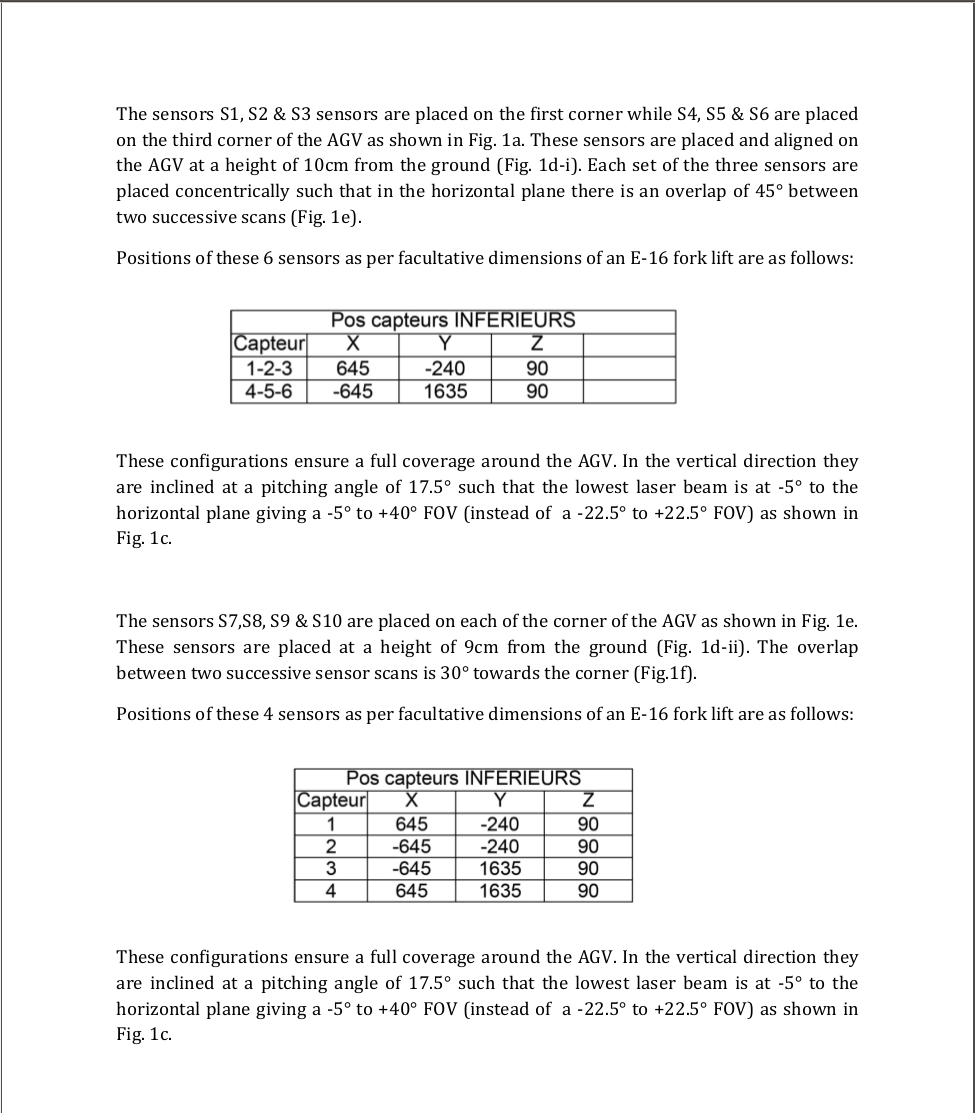 The sensors S1, S2 & S3 sensors are placed on the first corner while S4, S5 & S6 are placed
on the third corner of the AGV as shown in Fig. 1a. These sensors are placed and aligned on
the AGV at a height of 10cm from the ground (Fig. 1d-i). Each set of the three sensors are
placed concentrically such that in the horizontal plane there is an overlap of 45° between
two successive scans (Fig. 1e).
Positions of these 6 sensors as per facultative dimensions of an E-16 fork lift are as follows:
Pos capteurs INFERIEURS
Capteur X Y Z
1-2-3 645 -240 90
4-5-6 -645 1635 90
These configurations ensure a full coverage around the AGV. In the vertical direction they
are inclined at a pitching angle of 17.5° such that the lowest laser beam is at -5° to the
horizontal plane giving a -5° to +40° FOV (instead of  a -22.5° to +22.5° FOV) as shown in
Fig. 1c.
The sensors S7,S8, S9 & S10 are placed on each of the corner of the AGV as shown in Fig. 1e.
These sensors are placed at a height of 9cm from the ground (Fig. 1d-ii). The overlap
between two successive sensor scans is 30° towards the corner (Fig.1f).
Positions of these 4 sensors as per facultative dimensions of an E-16 fork lift are as follows:
Pos capteurs INFERIEURS
Capteur X Y Z
1 645 -240 90
2 -645 -240 90
3 -645 1635 90
4 645 1635 90
These configurations ensure a full coverage around the AGV. In the vertical direction they
are inclined at a pitching angle of 17.5° such that the lowest laser beam is at -5° to the
horizontal plane giving a -5° to +40° FOV (instead of  a -22.5° to +22.5° FOV) as shown in
Fig. 1c.